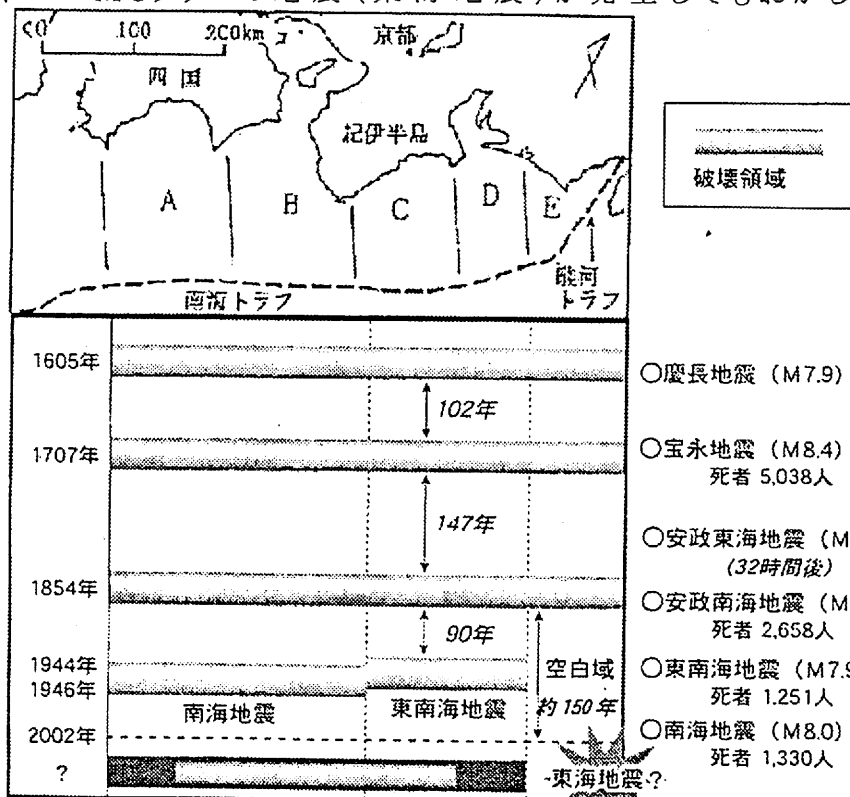 0 100 200km
京都
四国
紀伊半島
A B C D E
駿河
トラフ
南海トラフ
破壊領域
1605年
○慶長地震（M7.9）
102年
1707年
○宝永地震（M8.4）
死者 5,038人
147年
○安政東海地震（M
(32時間後)
1854年
○安政南海地震（M
死者 2,658人
90年
1944年
空白域
○東南海地震（M7.9
死者 1.251人
1946年
南海地震
東南海地震
約150年
2002年
○南海地震（M8.0）
死者 1,330人
?
東海地震?